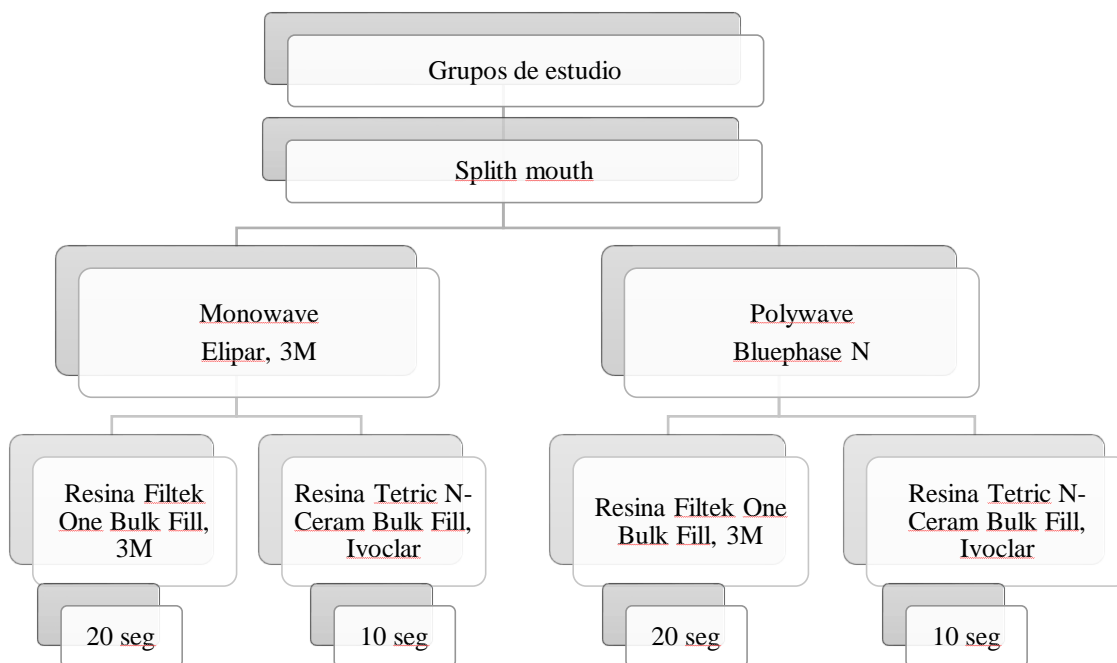 Grupos de estudio
Splith mouth
Monowave
Elipar, 3M
Polywave
Bluephase N
Resina Filtek
One Bulk Fill,
3M
Resina Tetric N-
Ceram Bulk Fill,
Ivoclar
Resina Filtek One
Bulk Fill, 3M
Resina Tetric N-
Ceram Bulk Fill,
Ivoclar
20 seg
10 seg
20 seg
10 seg